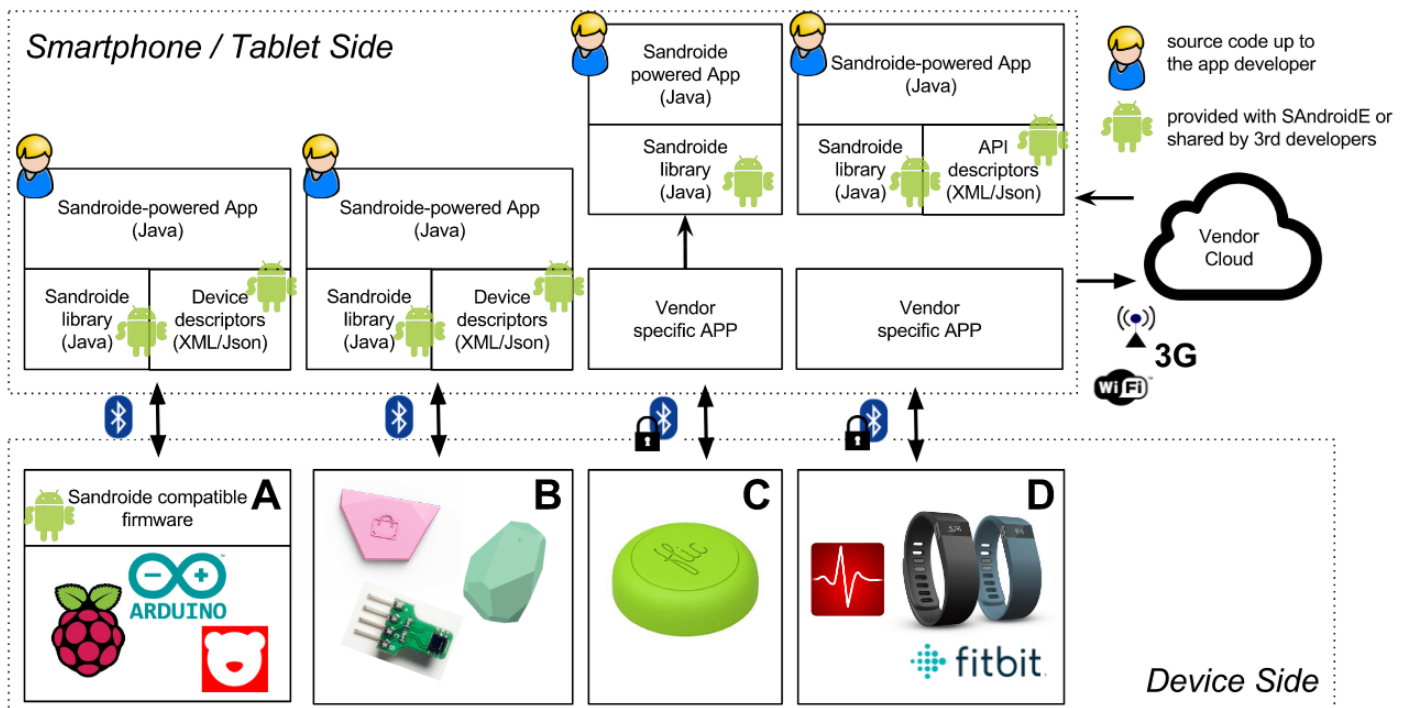 Smartphone / Tablet Side
Sandroide
powered App
(Java)
Sandroide
library
(Java)
Sandroide-powered App
(Java)
Sandroide
library
(Java)
API
descriptors
(XML/Json)
source code up to
the app developer
provided with SAndroidE or
shared by 3rd developers
Sandroide-powered App
(Java)
Sandroide
library
(Java)
Device
descriptors
(XML/Json)
Sandroide-powered App
(Java)
Sandroide
library
(Java)
Device
descriptors
(XML/Json)
Vendor
specific APP
Vendor
specific APP
Vendor
Cloud
3G
WiFi™
A
Sandroide compatible
firmware
ARDUINO™
B
C
flic
D
fitbit.
Device Side